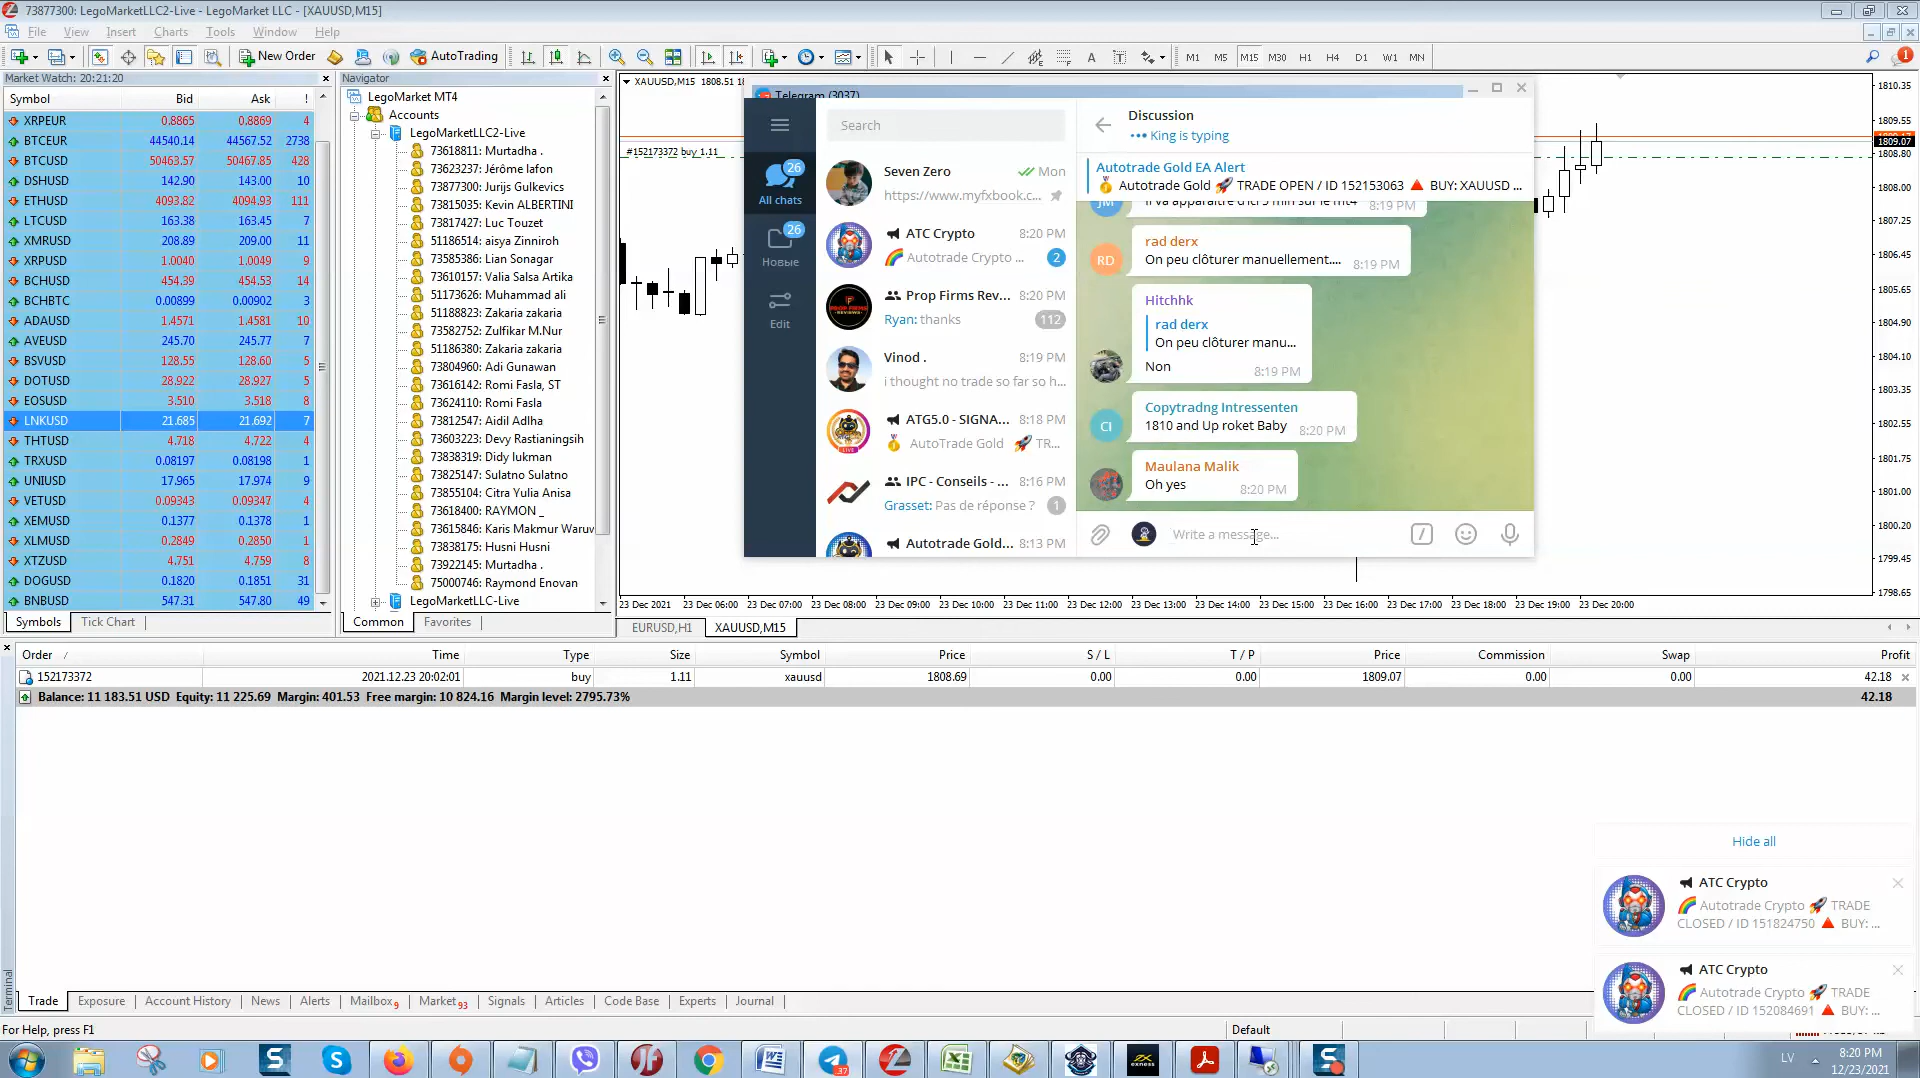 73877300: LegoMarketLLC2-Live - LegoMarket LLC - [XAUUSD,M15]
File View Insert Charts Tools Window Help
New Order AutoTrading A T M1 M5 M15 M30 H1 H4 D1 W1 MN 1
Market Watch: 20:21:20
Symbol Bid Ask !
XRPEUR 0.8865 0.8869 4
BTCEUR 44540.14 44567.52 2738
BTCUSD 50463.57 50467.85 428
DSHUSD 142.90 143.00 10
ETHUSD 4093.82 4094.93 111
LTCUSD 163.38 163.45 7
XMRUSD 208.89 209.00 11
XRPUSD 1.0040 1.0049 9
BCHUSD 454.39 454.53 14
BCHBTC 0.00899 0.00902 3
ADAUSD 1.4571 1.4581 10
AVEUSD 245.70 245.77 7
BSVUSD 128.55 128.60 5
DOTUSD 28.922 28.927 5
EOSUSD 3.510 3.518 8
LNKUSD 21.685 21.692 7
THTUSD 4.718 4.722 4
TRXUSD 0.08197 0.08198 1
UNIUSD 17.965 17.974 9
VETUSD 0.09343 0.09347 4
XEMUSD 0.1377 0.1378 1
XLMUSD 0.2849 0.2850 1
XTZUSD 4.751 4.759 8
DOGUSD 0.1820 0.1851 31
BNBUSD 547.31 547.80 49
Symbols Tick Chart
Navigator
LegoMarket MT4
Accounts
LegoMarketLLC2-Live
73618811: Murtadha .
73623237: Jérôme lafon
73877300: Jurijs Gulkevics
73815035: Kevin ALBERTINI
73817427: Luc Touzet
51186514: aisya Zinniroh
73585386: Lian Sonagar
73610157: Valia Salsa Artika
51173626: Muhammad ali
51188823: Zakaria zakaria
73582752: Zulfikar M.Nur
51186380: Zakaria zakaria
73804960: Adi Gunawan
73616142: Romi Fasla, ST
73624110: Romi Fasla
73812547: Aidil Adlha
73603223: Devy Rastianingsih
73838319: Didy lukman
73825147: Sulatno Sulatno
73855104: Citra Yulia Anisa
73618400: RAYMON _
73615846: Karis Makmur Waruv
73838175: Husni Husni
73922145: Murtadha .
75000746: Raymond Enovan
LegoMarketLLC-Live
Common Favorites
XAUUSD,M15 1808.51
#152173372 buy 1.11
Telegram (3037)
26
All chats
26
Новые
Edit
Search
Seven Zero Mon
https://www.myfxbook.c...
ATC Crypto 8:20 PM
Autotrade Crypto ... 2
Prop Firms Rev... 8:20 PM
Ryan: thanks 112
Vinod . 8:19 PM
i thought no trade so far so h...
ATG5.0 - SIGNA... 8:18 PM
AutoTrade Gold TR...
IPC - Conseils - ... 8:16 PM
Grasset: Pas de réponse ? 1
Autotrade Gold... 8:13 PM
Discussion
King is typing
Autotrade Gold EA Alert
Autotrade Gold TRADE OPEN / ID 152153063 BUY: XAUUSD ...
JM Il va apparaitre d'ici 5 min sur le mt4 8:19 PM
rad derx
RD On peu clôturer manuellement.... 8:19 PM
Hitchhk
rad derx
On peu clôturer manu...
Non 8:19 PM
Copytradng Intressenten
CI 1810 and Up roket Baby 8:20 PM
Maulana Malik
Oh yes 8:20 PM
Write a message...
1810.35
1809.55
1809.07
1808.80
1808.00
1807.25
1806.45
1805.65
1804.90
1804.10
1803.35
1802.55
1801.75
1801.00
1800.20
1799.45
1798.65
23 Dec 2021 23 Dec 06:00 23 Dec 07:00 23 Dec 08:00 23 Dec 09:00 23 Dec 10:00 23 Dec 11:00 23 Dec 12:00 23 Dec 13:00 23 Dec 14:00 23 Dec 15:00 23 Dec 16:00 23 Dec 17:00 23 Dec 18:00 23 Dec 19:00 23 Dec 20:00
EURUSD,H1 XAUUSD,M15
Order / Time Type Size Symbol Price S / L T / P Price Commission Swap Profit
152173372 2021.12.23 20:02:01 buy 1.11 xauusd 1808.69 0.00 0.00 1809.07 0.00 0.00 42.18
Balance: 11 183.51 USD Equity: 11 225.69 Margin: 401.53 Free margin: 10 824.16 Margin level: 2795.73% 42.18
Hide all
ATC Crypto
Autotrade Crypto TRADE
CLOSED / ID 151824750 BUY: ...
ATC Crypto
Autotrade Crypto TRADE
CLOSED / ID 152084691 BUY: ...
Terminal
Trade Exposure Account History News Alerts Mailbox 9 Market 93 Signals Articles Code Base Experts Journal
For Help, press F1 Default
37 exness LV 8:20 PM
12/23/2021